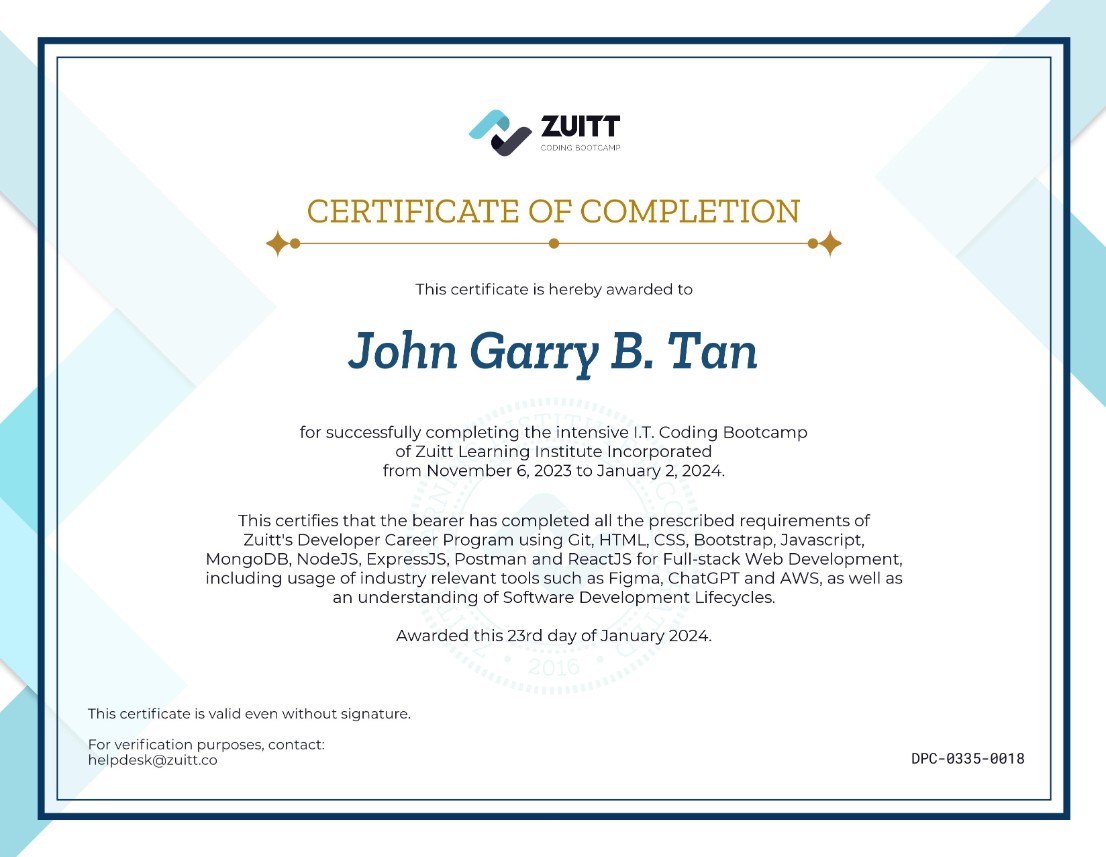 ZUITT
CODING BOOTCAMP
CERTIFICATE OF COMPLETION
This certificate is hereby awarded to
John Garry B. Tan
for successfully completing the intensive I.T. Coding Bootcamp
of Zuitt Learning Institute Incorporated
from November 6, 2023 to January 2, 2024.
This certifies that the bearer has completed all the prescribed requirements of
Zuitt's Developer Career Program using Git, HTML, CSS, Bootstrap, Javascript,
MongoDB, NodeJS, ExpressJS, Postman and ReactJS for Full-stack Web Development,
including usage of industry relevant tools such as Figma, ChatGPT and AWS, as well as
an understanding of Software Development Lifecycles.
Awarded this 23rd day of January 2024.
2016
This certificate is valid even without signature.
For verification purposes, contact:
helpdesk@zuitt.co
DPC-0335-0018